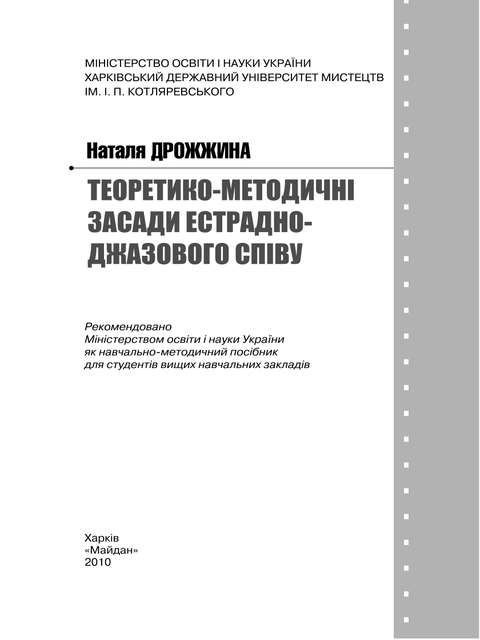 МІНІСТЕРСТВО ОСВІТИ І НАУКИ УКРАЇНИ
ХАРКІВСЬКИЙ ДЕРЖАВНИЙ УНІВЕРСИТЕТ МИСТЕЦТВ
ІМ. І. П. КОТЛЯРЕВСЬКОГО
Наталя ДРОЖЖИНА
ТЕОРЕТИКО-МЕТОДИЧНІ
ЗАСАДИ ЕСТРАДНО-
ДЖАЗОВОГО СПІВУ
Рекомендовано
Міністерством освіти і науки України
як навчально-методичний посібник
для студентів вищих навчальних закладів
Харків
«Майдан»
2010